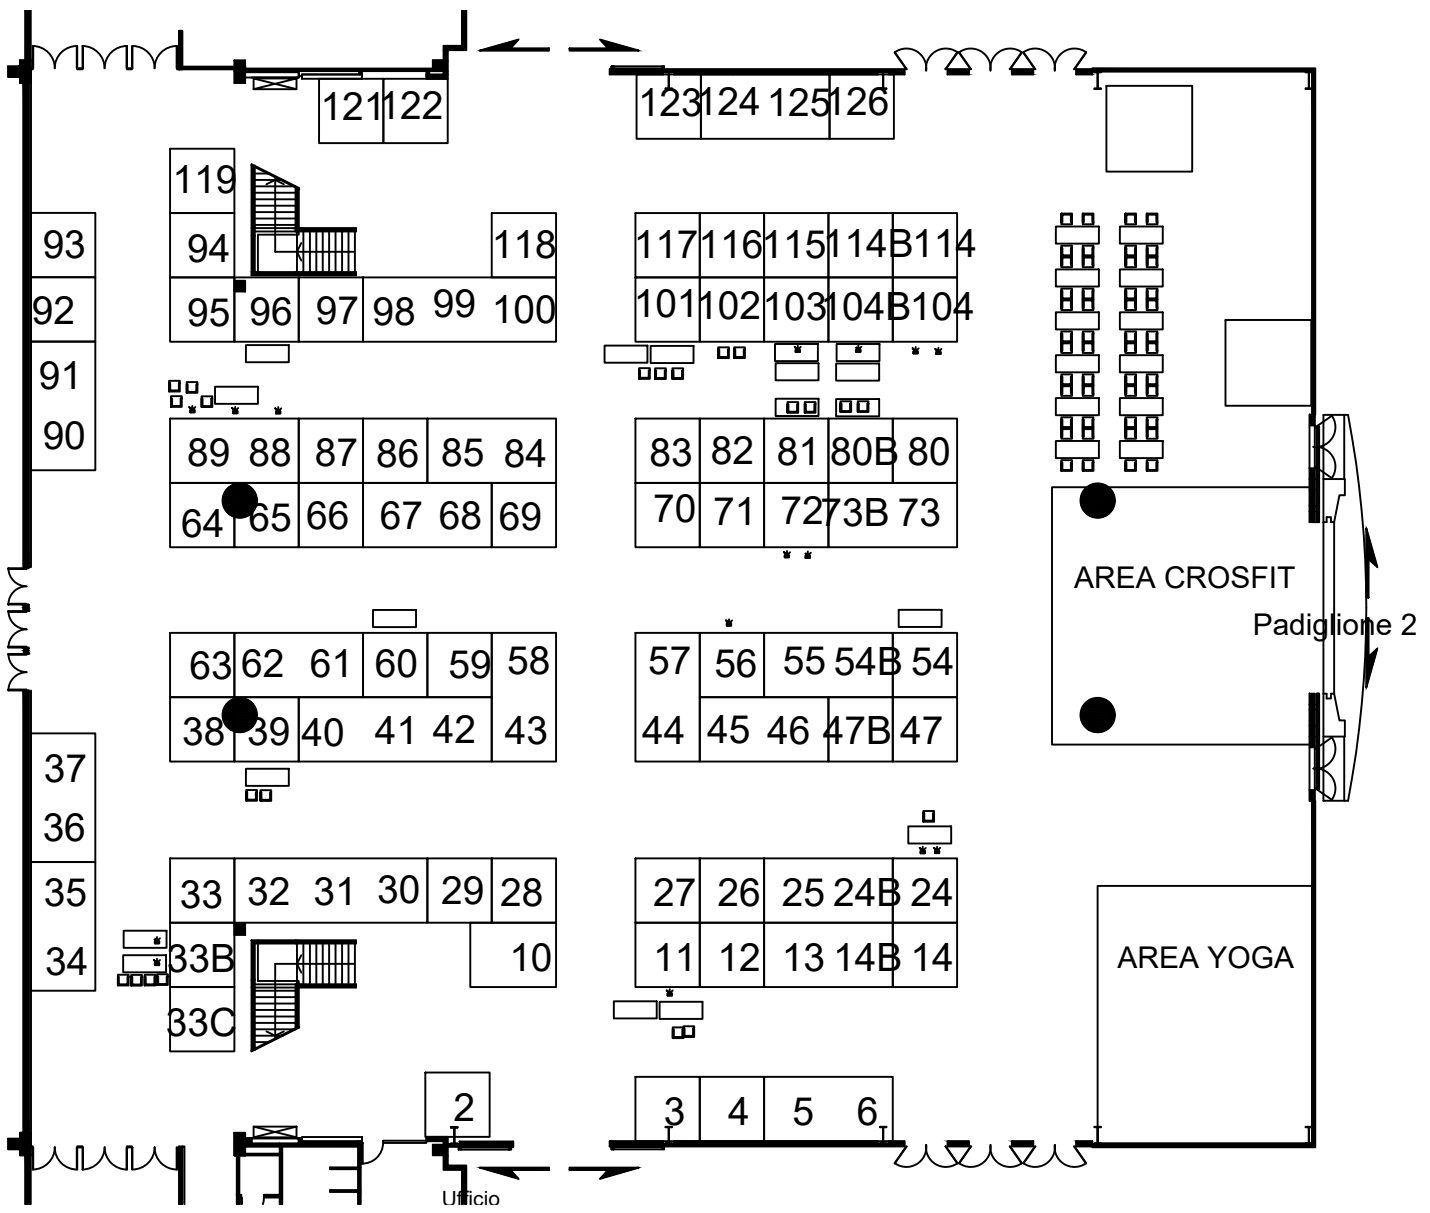 121 122 123 124 125 126
119
93 94 118 117 116 115 114B 114
92 95 96 97 98 99 100 101 102 103 104B 104
91
90 89 88 87 86 85 84 83 82 81 80B 80
64 65 66 67 68 69 70 71 72 73B 73
AREA CROSFIT
Padiglione 2
63 62 61 60 59 58 57 56 55 54B 54
38 39 40 41 42 43 44 45 46 47B 47
37
36
35 33 32 31 30 29 28 27 26 25 24B 24
34 33B 10 11 12 13 14B 14 AREA YOGA
33C
2 3 4 5 6
Ufficio